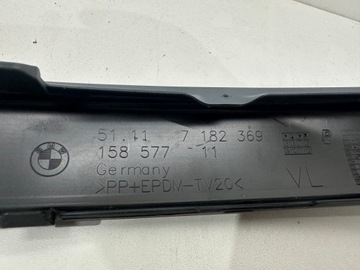 51.11 7 182 369
158 577 11
Germany
>PP+EPDM-TV20<
VL